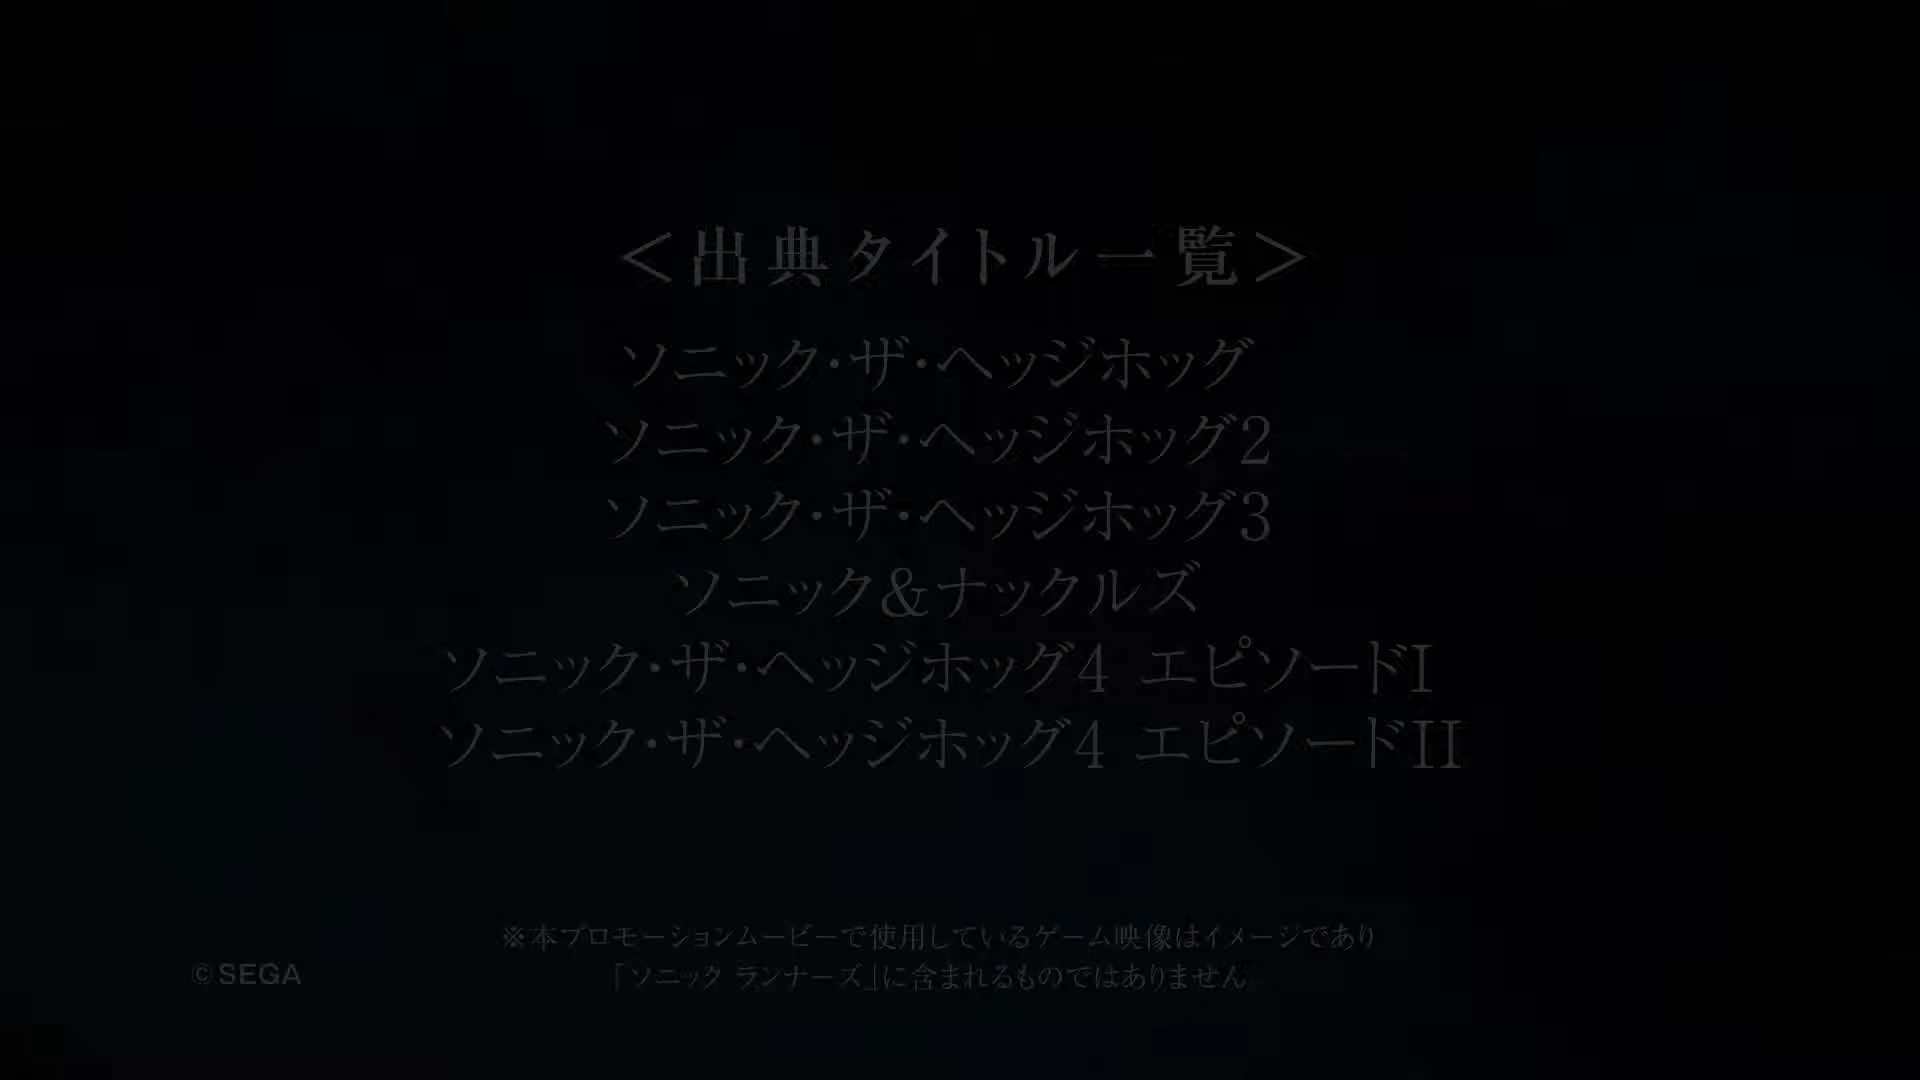 ＜出典タイトル一覧＞
ソニック・ザ・ヘッジホッグ
ソニック・ザ・ヘッジホッグ2
ソニック・ザ・ヘッジホッグ3
ソニック&ナックルズ
ソニック・ザ・ヘッジホッグ4 エピソードI
ソニック・ザ・ヘッジホッグ4 エピソードII
※本プロモーションムービーで使用しているゲーム映像はイメージであり
「ソニック ランナーズ」に含まれるものではありません
©SEGA